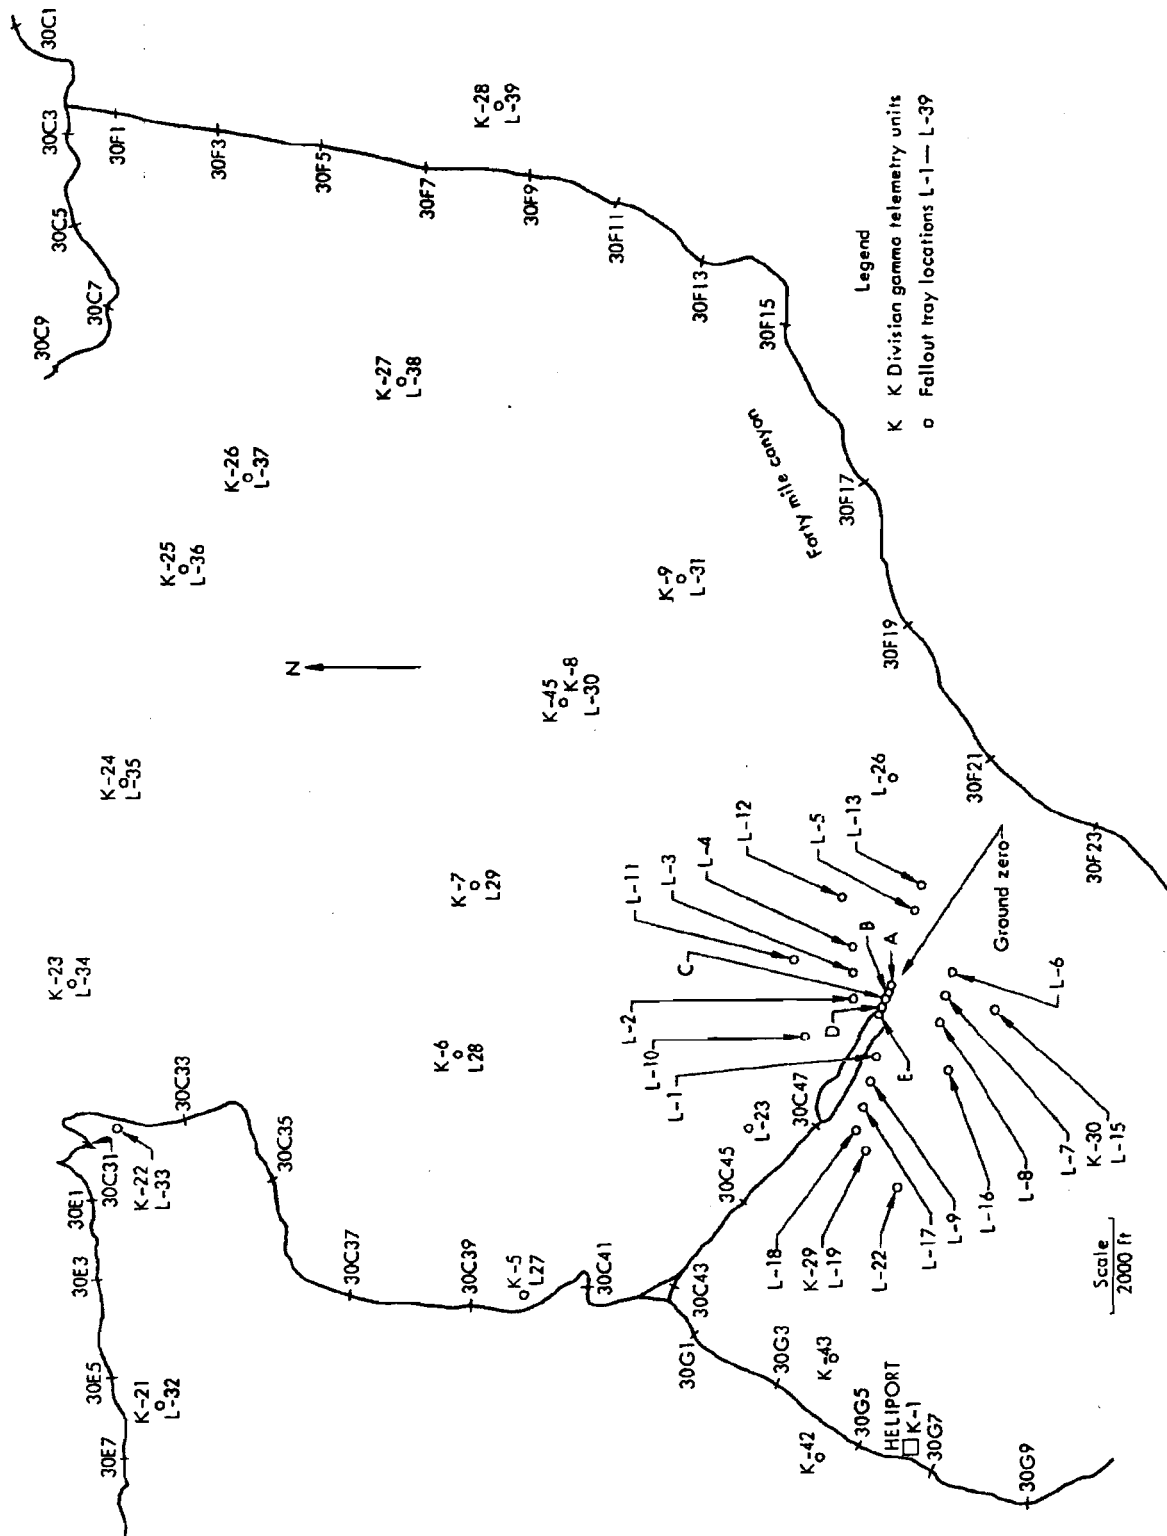 30C1
30C3
30C5
30C7
30C9
30F1
30F3
30F5
30F7
30F9
30F11
30F13
30F15
30F17
30F19
30F21
30F23
K-28
L-39
K-27
L-38
K-26
L-37
K-25
L-36
K-24
L-35
K-23
L-34
K-9
L-31
K-45
K-8
L-30
K-7
L29
K-6
L28
N
Forty mile canyon
Legend
K K Division gamma telemetry units
o Fallout tray locations L-1 — L-39
30C31
30C33
30C35
30C37
30C39
30C41
30C43
30C45
30C47
30E1
30E3
30E5
30E7
K-22
L-33
K-21
L-32
K-5
L27
30G1
30G3
30G5
30G7
30G9
K-43
K-42
HELIPORT
K-1
L-26
L-13
L-5
L-12
L-4
L-3
L-11
C
B
A
D
E
L-2
L-10
L-1
L-23
L-18
K-29
L-19
L-22
L-17
L-9
L-16
L-8
L-7
K-30
L-15
L-6
Ground zero
Scale
2000 ft